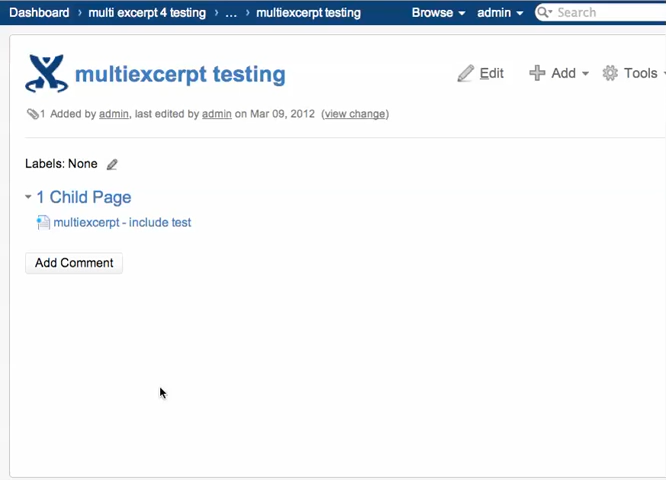 Dashboard › multi excerpt 4 testing › ... › multiexcerpt testing Browse admin Search
multiexcerpt testing Edit Add Tools
1 Added by admin, last edited by admin on Mar 09, 2012 (view change)
Labels: None
1 Child Page
multiexcerpt - include test
Add Comment